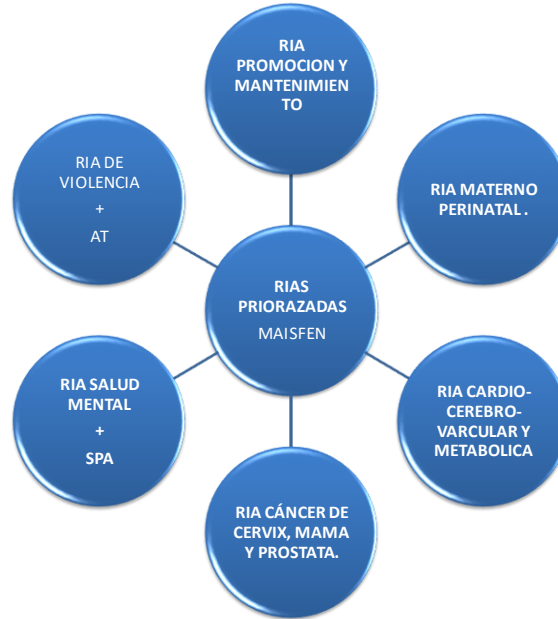 RIA
PROMOCION Y
MANTENIMIEN
TO
RIA DE
VIOLENCIA
+
AT
RIA MATERNO
PERINATAL .
RIAS
PRIORAZADAS
MAISFEN
RIA SALUD
MENTAL
+
SPA
RIA CARDIO-
CEREBRO-
VARCULAR Y
METABOLICA
RIA CÁNCER DE
CERVIX, MAMA
Y PROSTATA.